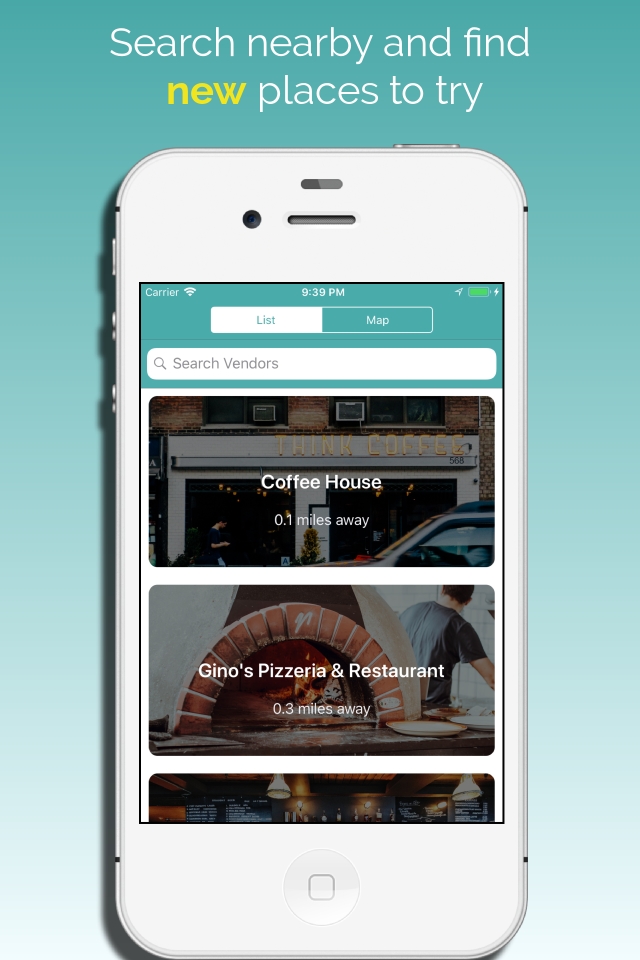 Search nearby and find
new places to try
Carrier 9:39 PM
List Map
Search Vendors
THINK COFFEE
568
Coffee House
0.1 miles away
Gino's Pizzeria & Restaurant
0.3 miles away